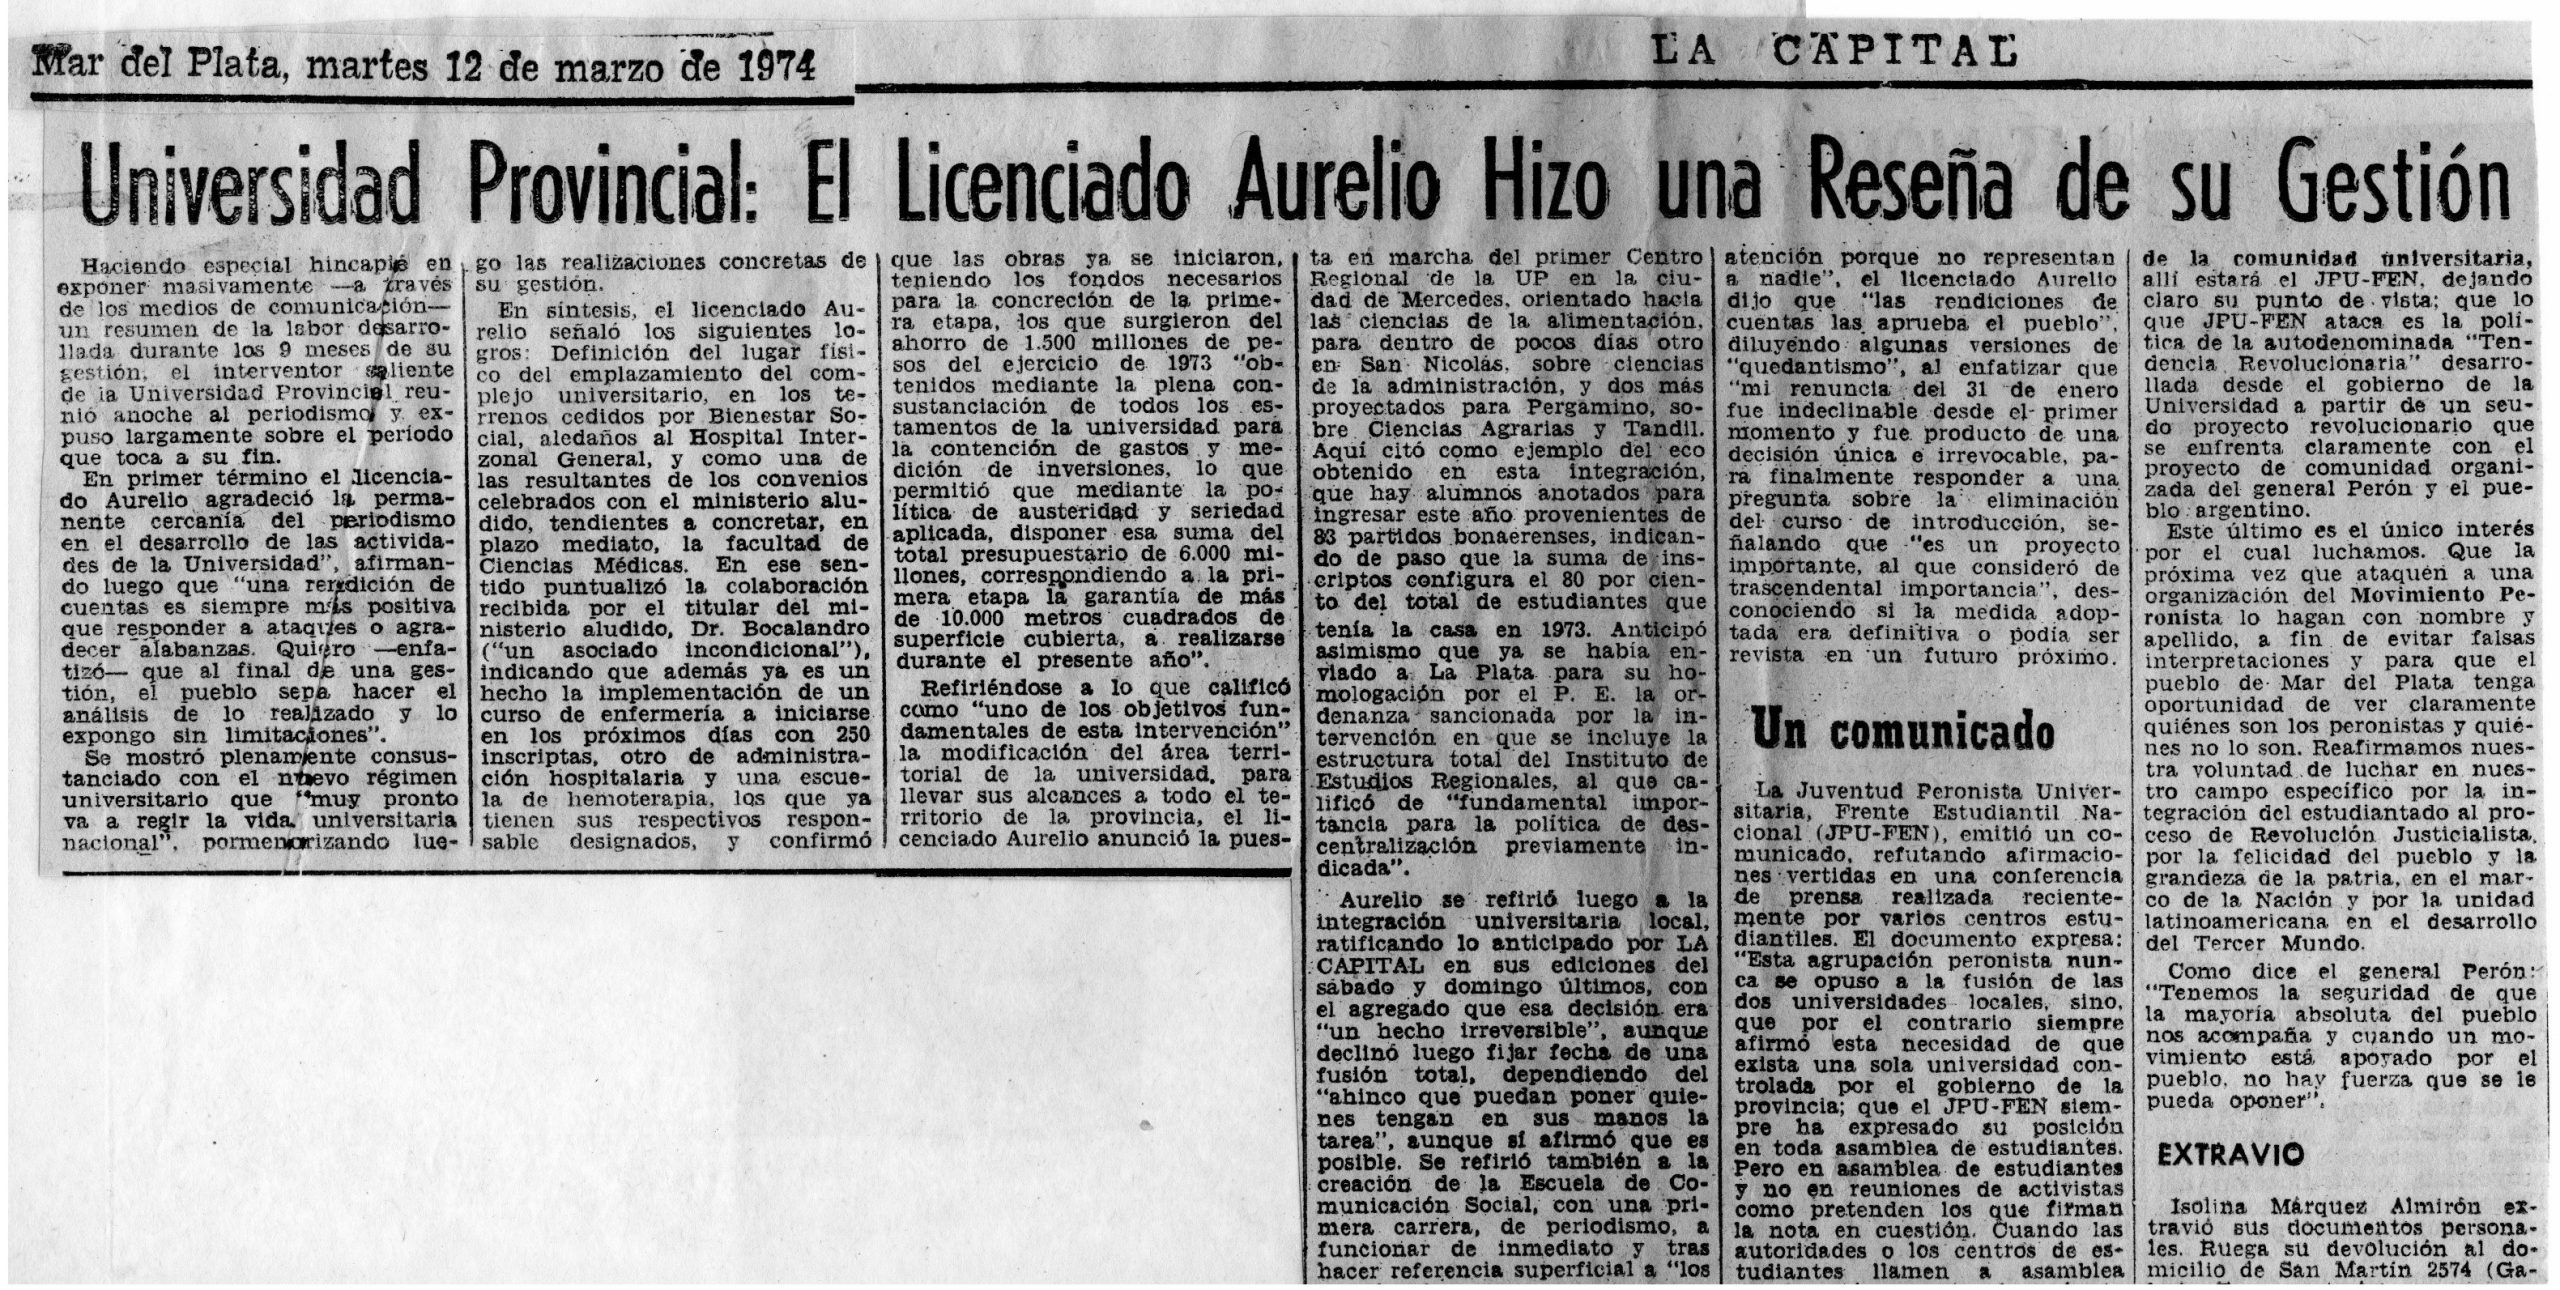 Mar del Plata, martes 12 de marzo de 1974
LA CAPITAL
Universidad Provincial: El Licenciado Aurelio Hizo una Reseña de su Gestión
Haciendo especial hincapié en
exponer masivamente —a través
de los medios de comunicación—
un resumen de la labor desarro-
llada durante los 9 meses de su
gestión, el interventor saliente
de la Universidad Provincial reu-
nió anoche al periodismo y ex-
puso largamente sobre el período
que toca a su fin.
En primer término el licencia-
do Aurelio agradeció la perma-
nente cercanía del periodismo
en el desarrollo de las activida-
des de la Universidad", afirman-
do luego que "una rendición de
cuentas es siempre más positiva
que responder a ataques o agra-
decer alabanzas. Quiero —enfa-
tizó— que al final de una ges-
tión, el pueblo sepa hacer el
análisis de lo realizado y lo
expongo sin limitaciones".
Se mostró plenamente consus-
tanciado con el nuevo régimen
universitario que "muy pronto
va a regir la vida universitaria
nacional", pormenorizando lue-
go las realizaciones concretas de
su gestión.
En síntesis, el licenciado Au-
relio señaló los siguientes lo-
gros: Definición del lugar físi-
co del emplazamiento del com-
plejo universitario, en los te-
rrenos cedidos por Bienestar So-
cial, aledaños al Hospital Inter-
zonal General, y como una de
las resultantes de los convenios
celebrados con el ministerio alu-
dido, tendientes a concretar, en
plazo mediato, la facultad de
Ciencias Médicas. En ese sen-
tido puntualizó la colaboración
recibida por el titular del mi-
nisterio aludido, Dr. Bocalandro
("un asociado incondicional"),
indicando que además ya es un
hecho la implementación de un
curso de enfermería a iniciarse
en los próximos días con 250
inscriptas, otro de administra-
ción hospitalaria y una escue-
la de hemoterapia, los que ya
tienen sus respectivos respon-
sable designados, y confirmó
que las obras ya se iniciaron,
teniendo los fondos necesarios
para la concreción de la prime-
ra etapa, los que surgieron del
ahorro de 1.500 millones de pe-
sos del ejercicio de 1973 "ob-
tenidos mediante la plena con-
sustanciación de todos los es-
tamentos de la universidad para
la contención de gastos y me-
dición de inversiones, lo que
permitió que mediante la po-
lítica de austeridad y seriedad
aplicada, disponer esa suma del
total presupuestario de 6.000 mi-
llones, correspondiendo a la pri-
mera etapa la garantía de más
de 10.000 metros cuadrados de
superficie cubierta, a realizarse
durante el presente año".
Refiriéndose a lo que calificó
como "uno de los objetivos fun-
damentales de esta intervención"
la modificación del área terri-
torial de la universidad, para
llevar sus alcances a todo el te-
rritorio de la provincia, el li-
cenciado Aurelio anunció la pues-
ta en marcha del primer Centro
Regional de la UP en la ciu-
dad de Mercedes, orientado hacia
las ciencias de la alimentación,
para dentro de pocos días otro
en San Nicolás, sobre ciencias
de la administración, y dos más
proyectados para Pergamino, so-
bre Ciencias Agrarias y Tandil.
Aquí citó como ejemplo del eco
obtenido en esta integración,
que hay alumnos anotados para
ingresar este año provenientes de
83 partidos bonaerenses, indican-
do de paso que la suma de ins-
criptos configura el 80 por cien-
to del total de estudiantes que
tenía la casa en 1973. Anticipó
asimismo que ya se había en-
viado a La Plata para su ho-
mologación por el P. E. la or-
denanza sancionada por la in-
tervención en que se incluye la
estructura total del Instituto de
Estudios Regionales, al que ca-
lificó de "fundamental impor-
tancia para la política de des-
centralización previamente in-
dicada".
Aurelio se refirió luego a la
integración universitaria local,
ratificando lo anticipado por LA
CAPITAL en sus ediciones del
sábado y domingo últimos, con
el agregado que esa decisión era
"un hecho irreversible", aunque
declinó luego fijar fecha de una
fusión total, dependiendo del
"ahinco que puedan poner quie-
nes tengan en sus manos la
tarea", aunque sí afirmó que es
posible. Se refirió también a la
creación de la Escuela de Co-
municación Social, con una pri-
mera carrera, de periodismo, a
funcionar de inmediato y tras
hacer referencia superficial a "los
atención porque no representan
a nadie", el licenciado Aurelio
dijo que "las rendiciones de
cuentas las aprueba el pueblo",
diluyendo algunas versiones de
"quedantismo", al enfatizar que
"mi renuncia del 31 de enero
fue indeclinable desde el primer
momento y fue producto de una
decisión única e irrevocable, pa-
ra finalmente responder a una
pregunta sobre la eliminación
del curso de introducción, se-
ñalando que "es un proyecto
importante, al que consideró de
trascendental importancia", des-
conociendo si la medida adop-
tada era definitiva o podía ser
revista en un futuro próximo.
Un comunicado
La Juventud Peronista Univer-
sitaria, Frente Estudiantil Na-
cional (JPU-FEN), emitió un co-
municado, refutando afirmacio-
nes vertidas en una conferencia
de prensa realizada reciente-
mente por varios centros estu-
diantiles. El documento expresa:
"Esta agrupación peronista nun-
ca se opuso a la fusión de las
dos universidades locales, sino,
que por el contrario siempre
afirmó esta necesidad de que
exista una sola universidad con-
trolada por el gobierno de la
provincia; que el JPU-FEN siem-
pre ha expresado su posición
en toda asamblea de estudiantes.
Pero en asamblea de estudiantes
y no en reuniones de activistas
como pretenden los que firman
la nota en cuestión. Cuando las
autoridades o los centros de es-
tudiantes llamen a asamblea
de la comunidad universitaria,
allí estará el JPU-FEN, dejando
claro su punto de vista; que lo
que JPU-FEN ataca es la polí-
tica de la autodenominada "Ten-
dencia Revolucionaria" desarro-
llada desde el gobierno de la
Universidad a partir de un seu-
do proyecto revolucionario que
se enfrenta claramente con el
proyecto de comunidad organi-
zada del general Perón y el pue-
blo argentino.
Este último es el único interés
por el cual luchamos. Que la
próxima vez que ataquen a una
organización del Movimiento Pe-
ronista lo hagan con nombre y
apellido, a fin de evitar falsas
interpretaciones y para que el
pueblo de Mar del Plata tenga
oportunidad de ver claramente
quiénes son los peronistas y quié-
nes no lo son. Reafirmamos nues-
tra voluntad de luchar en nues-
tro campo específico por la in-
tegración del estudiantado al pro-
ceso de Revolución Justicialista,
por la felicidad del pueblo y la
grandeza de la patria, en el mar-
co de la Nación y por la unidad
latinoamericana en el desarrollo
del Tercer Mundo.
Como dice el general Perón:
"Tenemos la seguridad de que
la mayoría absoluta del pueblo
nos acompaña y cuando un mo-
vimiento está apoyado por el
pueblo, no hay fuerza que se le
pueda oponer".
EXTRAVIO
Isolina Márquez Almirón ex-
travió sus documentos persona-
les. Ruega su devolución al do-
micilio de San Martín 2574 (Ga-